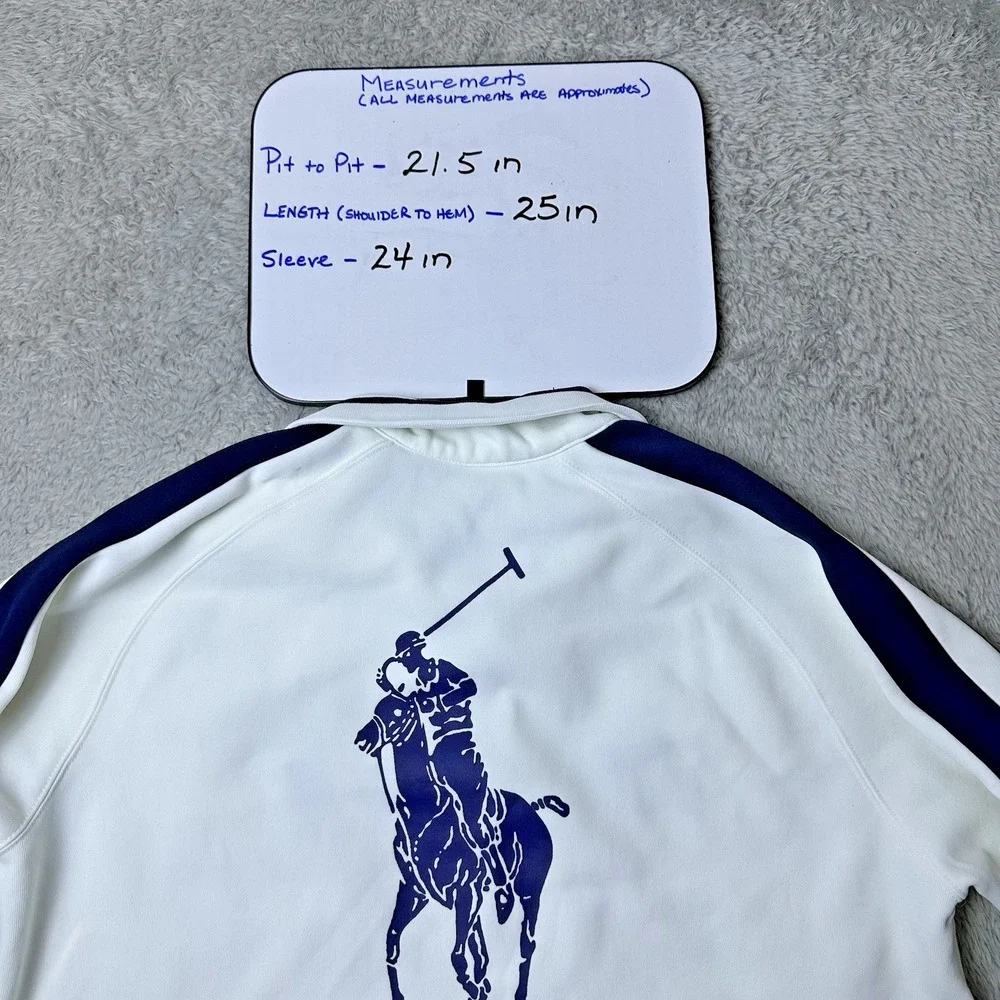 Measurements
(ALL MEASurements ARE Approximates)
Pit to Pit - 21.5 in
LENGTH (SHOULDER TO HEM) - 25 in
Sleeve - 24 in